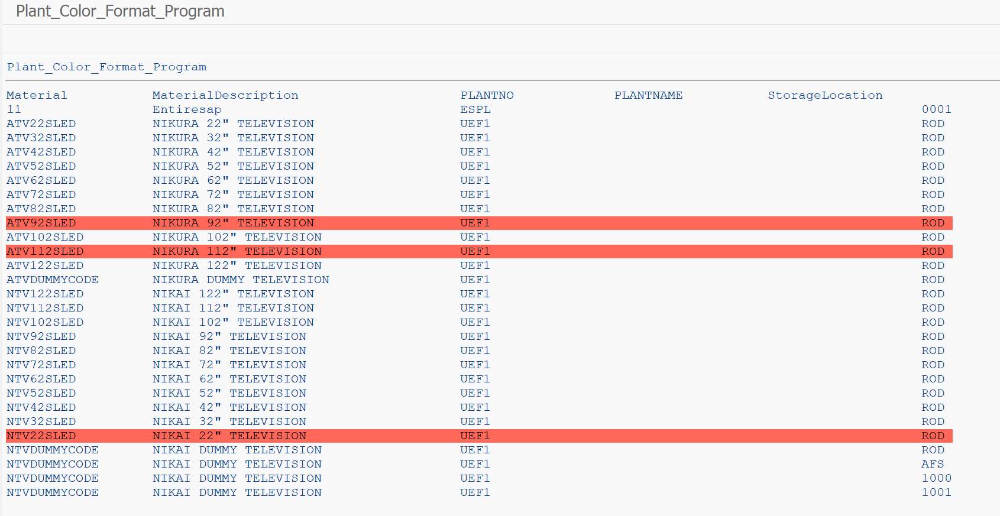 Plant_Color_Format_Program
Plant_Color_Format_Program
Material MaterialDescription PLANTNO PLANTNAME StorageLocation
11 Entiresap ESPL 0001
ATV22SLED NIKURA 22" TELEVISION UEF1 ROD
ATV32SLED NIKURA 32" TELEVISION UEF1 ROD
ATV42SLED NIKURA 42" TELEVISION UEF1 ROD
ATV52SLED NIKURA 52" TELEVISION UEF1 ROD
ATV62SLED NIKURA 62" TELEVISION UEF1 ROD
ATV72SLED NIKURA 72" TELEVISION UEF1 ROD
ATV82SLED NIKURA 82" TELEVISION UEF1 ROD
ATV92SLED NIKURA 92" TELEVISION UEF1 ROD
ATV102SLED NIKURA 102" TELEVISION UEF1 ROD
ATV112SLED NIKURA 112" TELEVISION UEF1 ROD
ATV122SLED NIKURA 122" TELEVISION UEF1 ROD
ATVDUMMYCODE NIKURA DUMMY TELEVISION UEF1 ROD
NTV122SLED NIKAI 122" TELEVISION UEF1 ROD
NTV112SLED NIKAI 112" TELEVISION UEF1 ROD
NTV102SLED NIKAI 102" TELEVISION UEF1 ROD
NTV92SLED NIKAI 92" TELEVISION UEF1 ROD
NTV82SLED NIKAI 82" TELEVISION UEF1 ROD
NTV72SLED NIKAI 72" TELEVISION UEF1 ROD
NTV62SLED NIKAI 62" TELEVISION UEF1 ROD
NTV52SLED NIKAI 52" TELEVISION UEF1 ROD
NTV42SLED NIKAI 42" TELEVISION UEF1 ROD
NTV32SLED NIKAI 32" TELEVISION UEF1 ROD
NTV22SLED NIKAI 22" TELEVISION UEF1 ROD
NTVDUMMYCODE NIKAI DUMMY TELEVISION UEF1 ROD
NTVDUMMYCODE NIKAI DUMMY TELEVISION UEF1 AFS
NTVDUMMYCODE NIKAI DUMMY TELEVISION UEF1 1000
NTVDUMMYCODE NIKAI DUMMY TELEVISION UEF1 1001